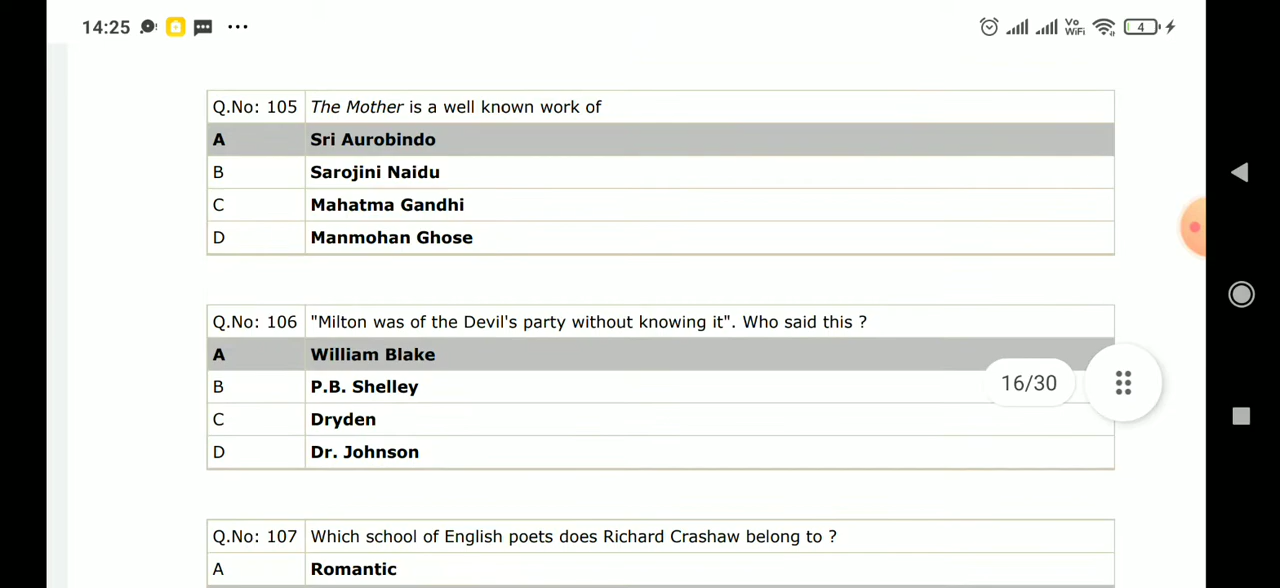 14:25
Vo
WiFi
4
Q.No: 105 The Mother is a well known work of
A Sri Aurobindo
B Sarojini Naidu
C Mahatma Gandhi
D Manmohan Ghose
Q.No: 106 "Milton was of the Devil's party without knowing it". Who said this ?
A William Blake
B P.B. Shelley
16/30
C Dryden
D Dr. Johnson
Q.No: 107 Which school of English poets does Richard Crashaw belong to ?
A Romantic